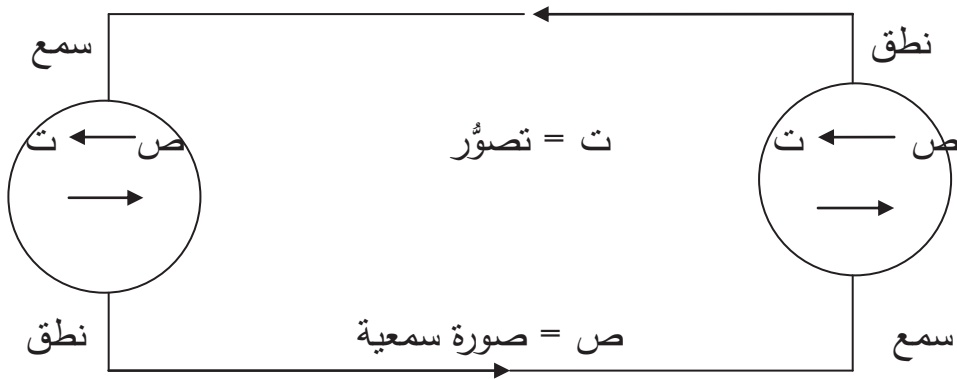 نطق
سمع
ص
ت
ت = تصوُّر
ص
ت
سمع
ص = صورة سمعية
نطق